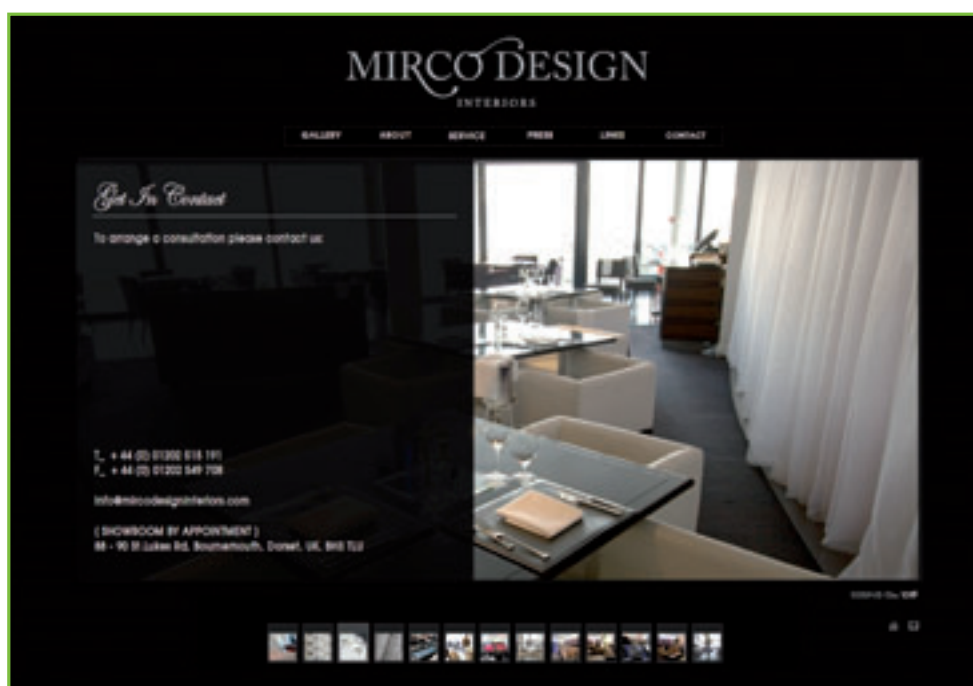 MIRCO DESIGN
INTERIORS
GALLERY ABOUT SERVICE PRESS LINKS CONTACT
Get In Contact
To arrange a consultation please contact us:
T_ + 44 (0) 01202 515 191
F_ + 44 (0) 01202 549 708
info@mircodesigninteriors.com
( SHOWROOM BY APPOINTMENT )
88 - 90 St.Lukes Rd, Bournemouth, Dorset, UK,